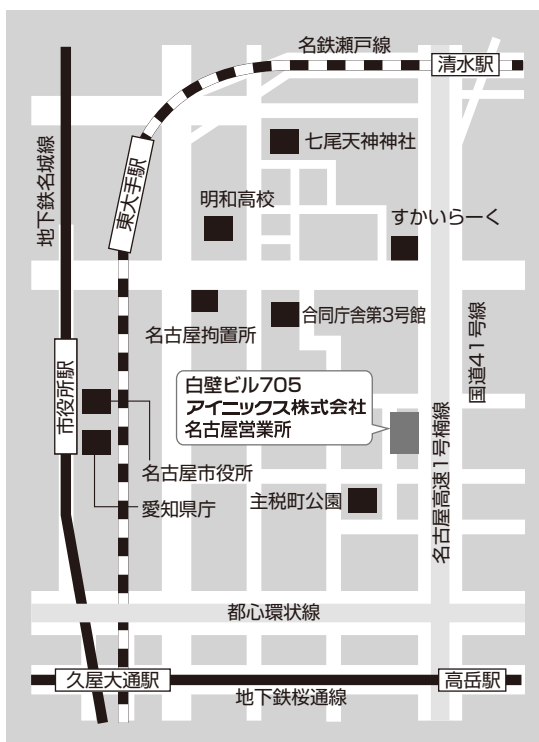 名鉄瀬戸線
清水駅
七尾天神神社
東大手駅
地下鉄名城線
明和高校
すかいらーく
合同庁舎第3号館
名古屋拘置所
国道41号線
市役所駅
白壁ビル705
アイニックス株式会社
名古屋営業所
名古屋高速1号楠線
名古屋市役所
愛知県庁
主税町公園
都心環状線
久屋大通駅
高岳駅
地下鉄桜通線